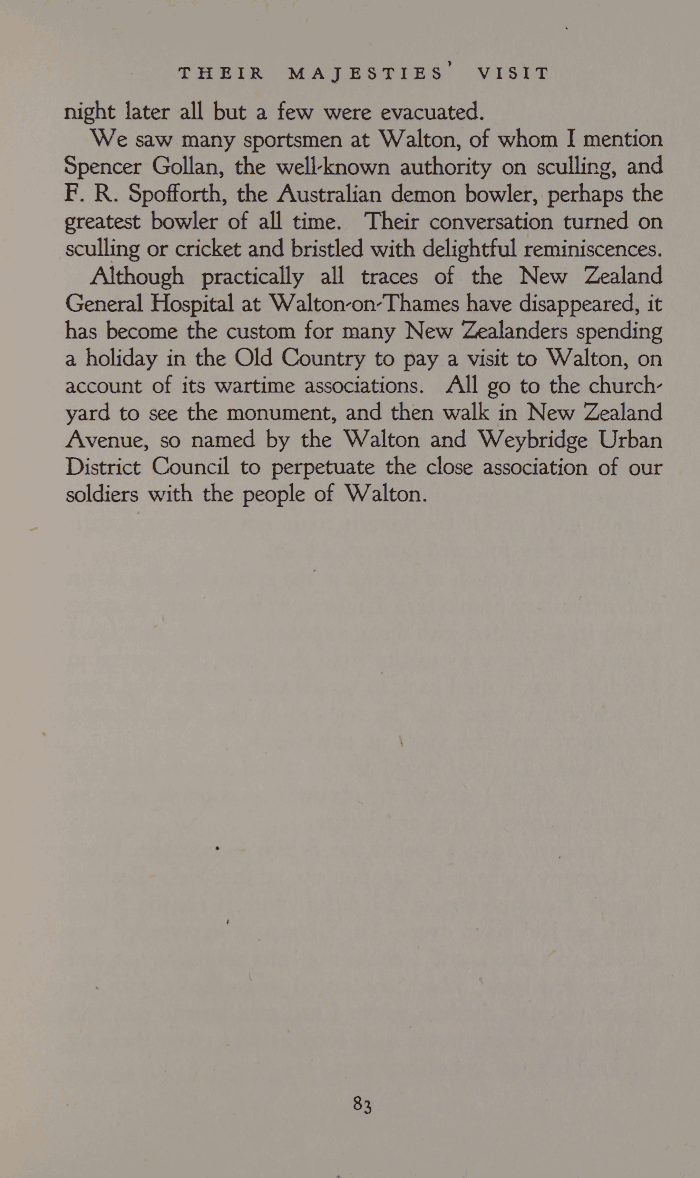 THEIR MAJESTIES' VISIT
night later all but a few were evacuated.
We saw many sportsmen at Walton, of whom I mention
Spencer Gollan, the well-known authority on sculling, and
F. R. Spofforth, the Australian demon bowler, perhaps the
greatest bowler of all time. Their conversation turned on
sculling or cricket and bristled with delightful reminiscences.
Although practically all traces of the New Zealand
General Hospital at Walton-on-Thames have disappeared, it
has become the custom for many New Zealanders spending
a holiday in the Old Country to pay a visit to Walton, on
account of its wartime associations. All go to the church-
yard to see the monument, and then walk in New Zealand
Avenue, so named by the Walton and Weybridge Urban
District Council to perpetuate the close association of our
soldiers with the people of Walton.
83